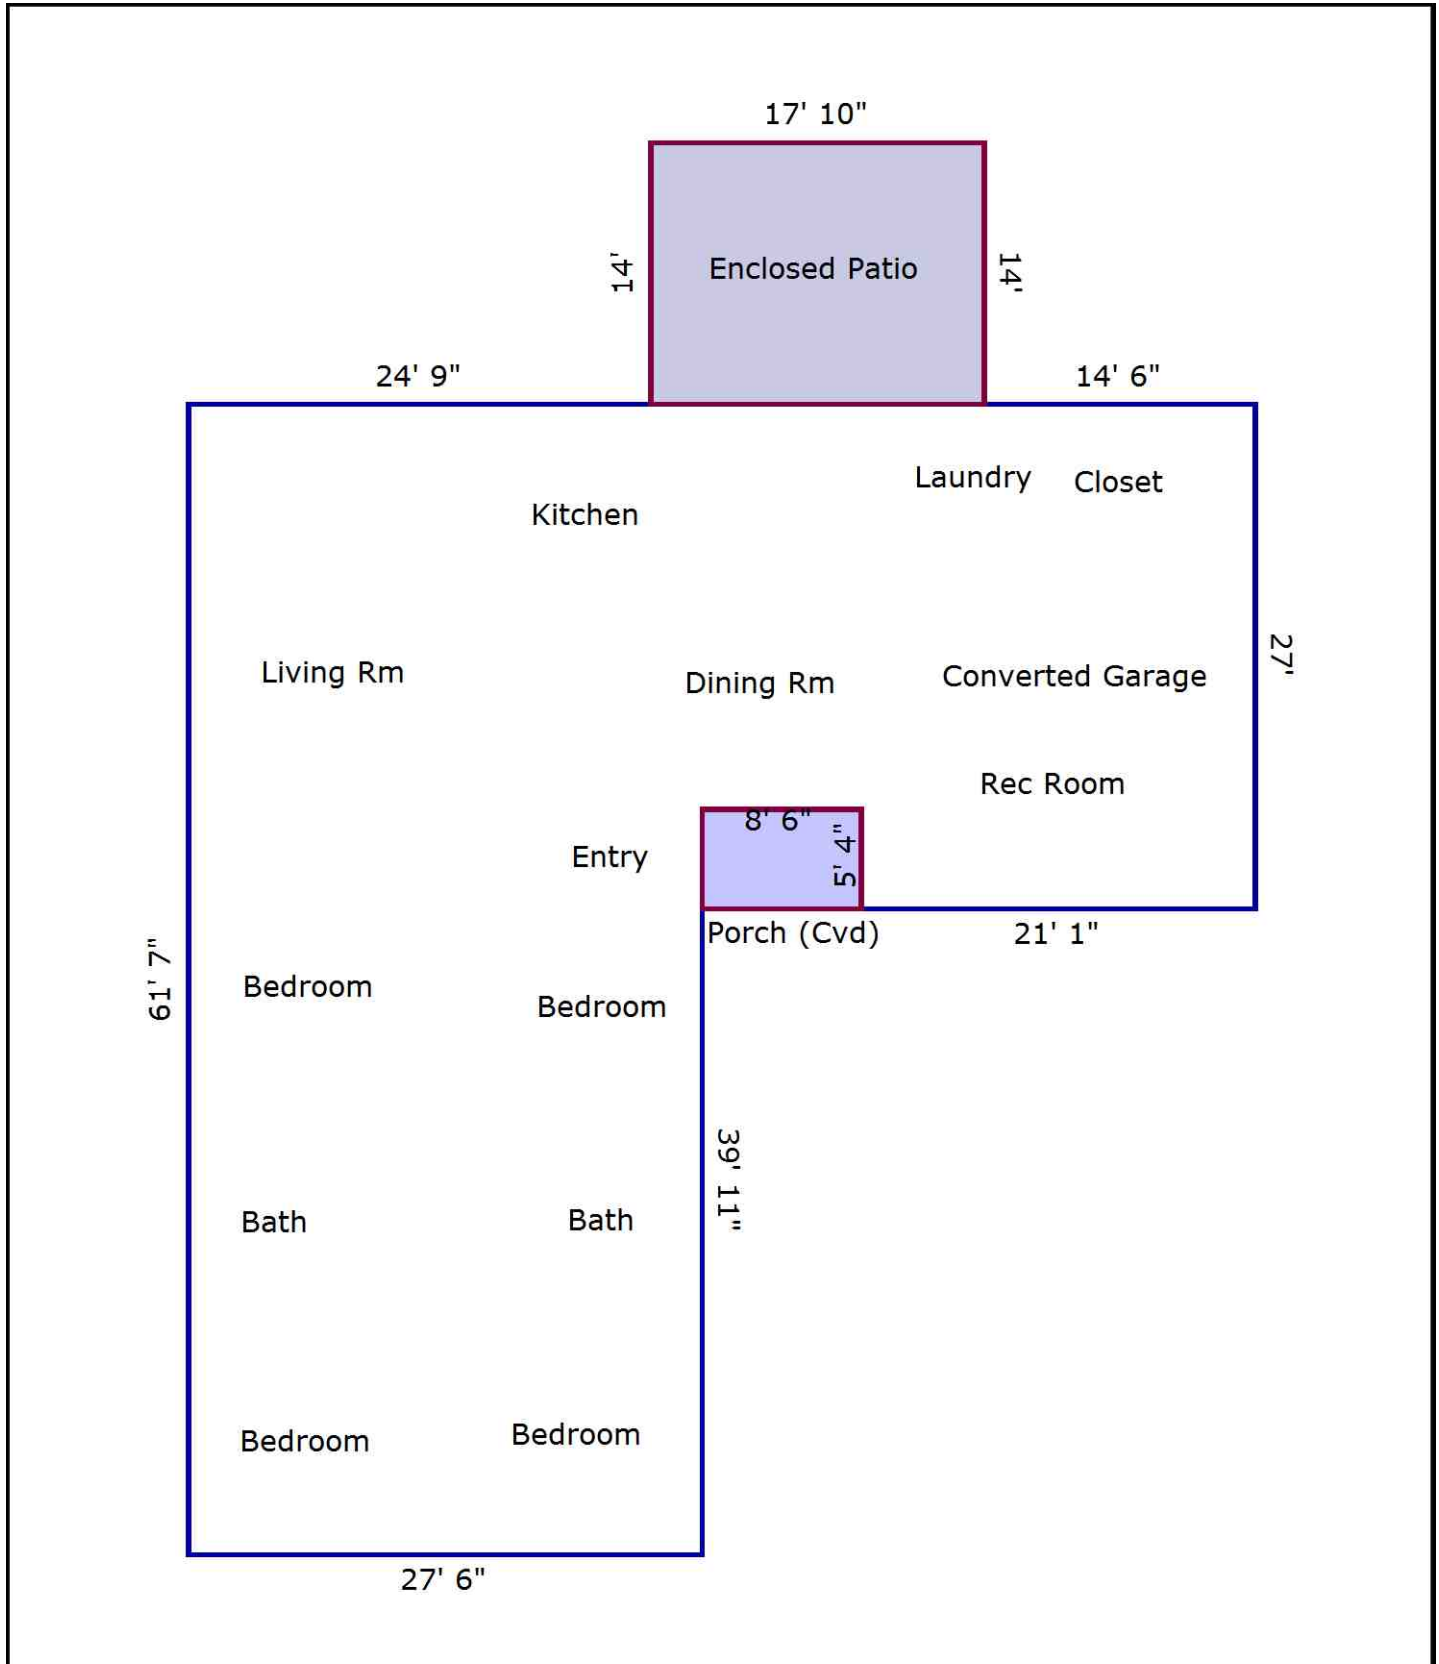 17' 10"
14'
Enclosed Patio
14'
24' 9"
14' 6"
Laundry
Closet
Kitchen
27'
Living Rm
Dining Rm
Converted Garage
Rec Room
8' 6"
5' 4"
Entry
Porch (Cvd)
21' 1"
61' 7"
Bedroom
Bedroom
39' 11"
Bath
Bath
Bedroom
Bedroom
27' 6"